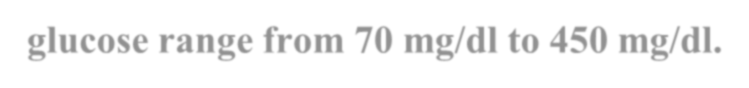 glucose range from 70 mg/dl to 450 mg/dl.